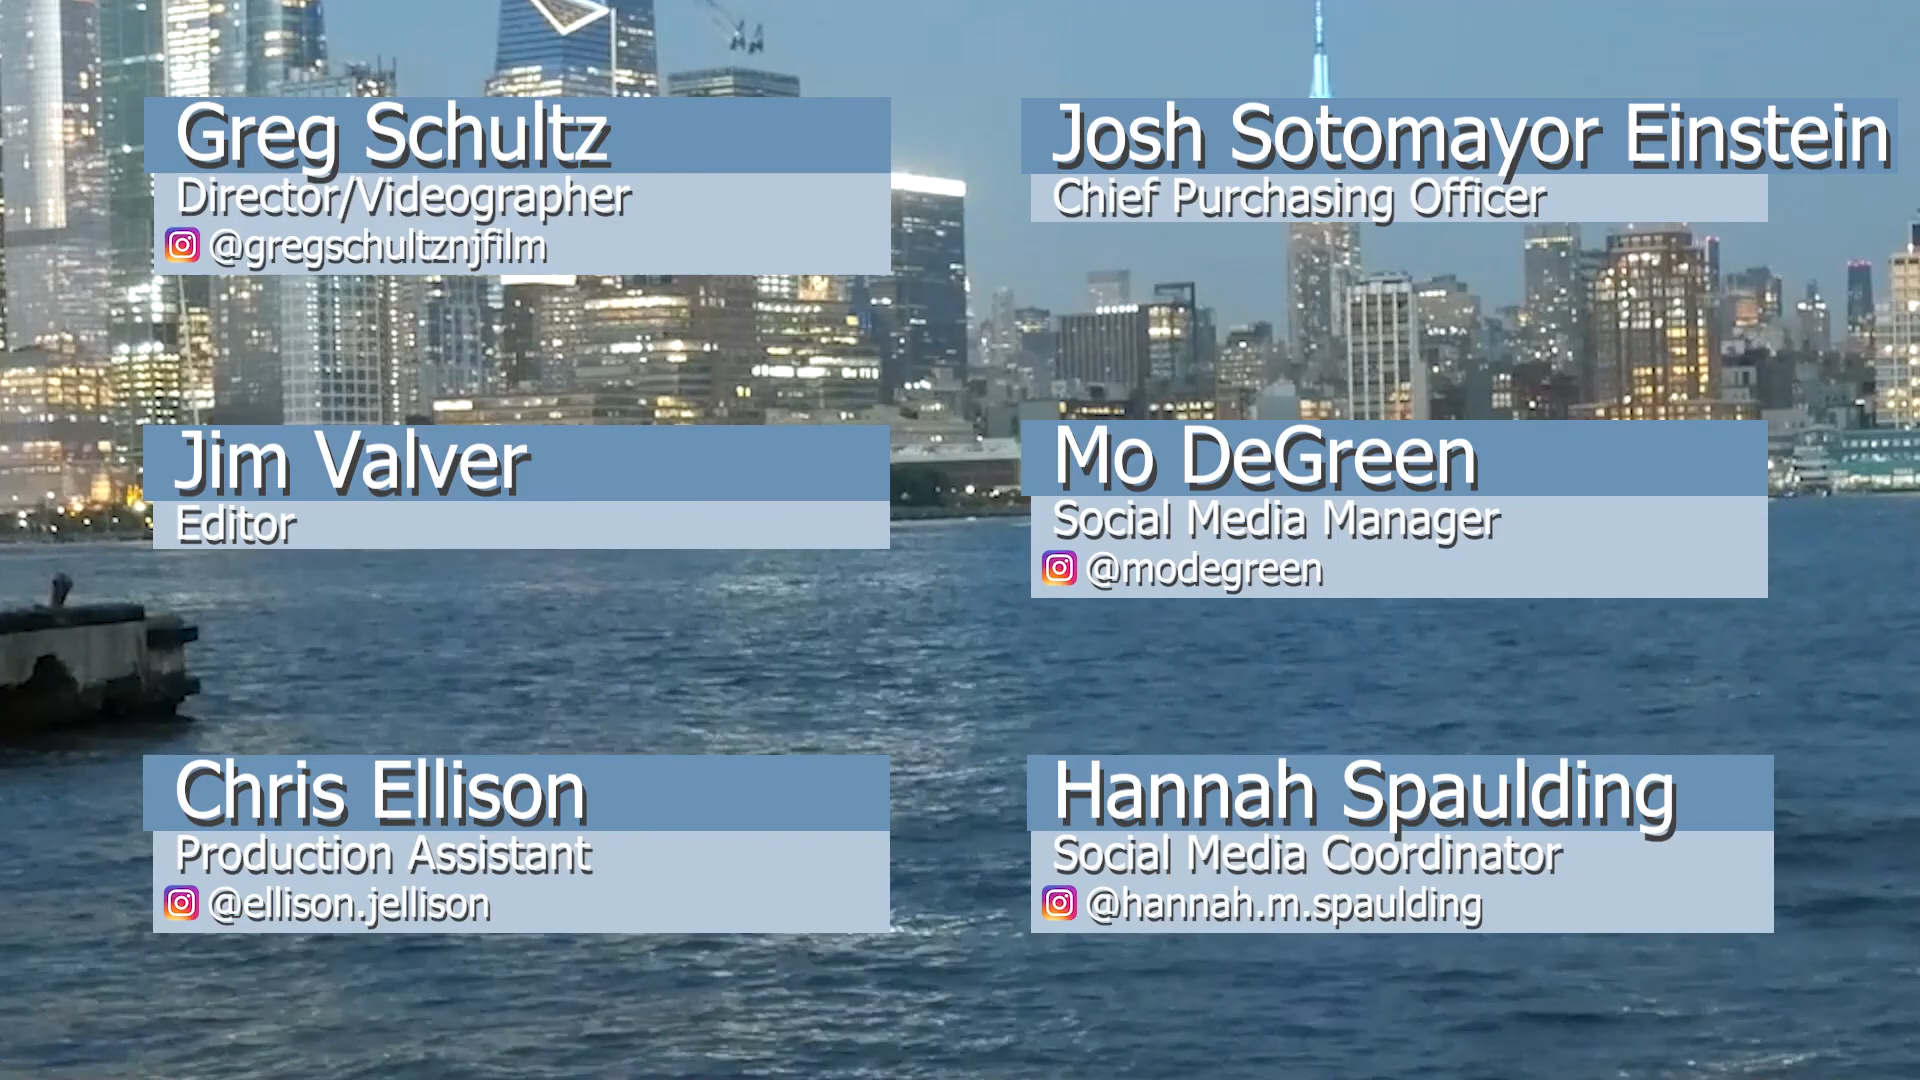 Greg Schultz
Director/Videographer
@gregschultznjfilm
Josh Sotomayor Einstein
Chief Purchasing Officer
Jim Valver
Editor
Mo DeGreen
Social Media Manager
@modegreen
Chris Ellison
Production Assistant
@ellison.jellison
Hannah Spaulding
Social Media Coordinator
@hannah.m.spaulding